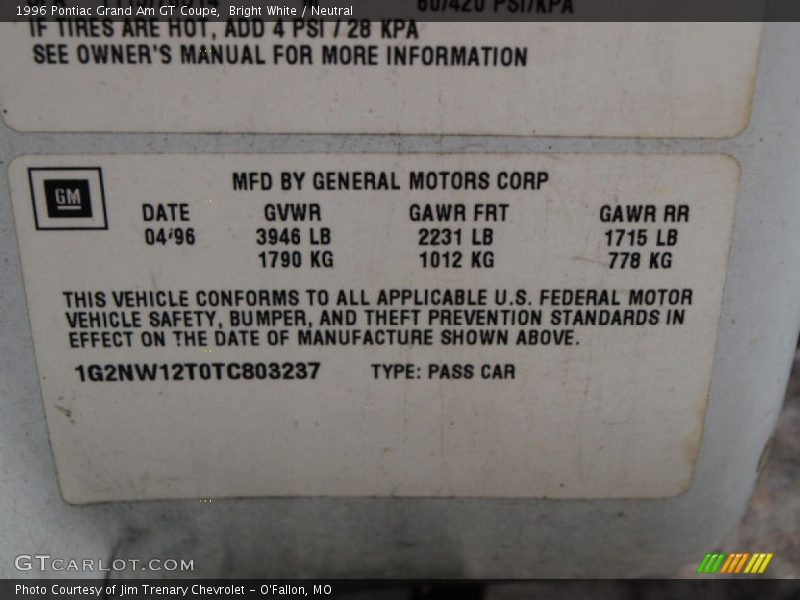 1996 Pontiac Grand Am GT Coupe, Bright White / Neutral
60/420 PSI/KPA
IF TIRES ARE HOT, ADD 4 PSI / 28 KPA
SEE OWNER'S MANUAL FOR MORE INFORMATION
GM
MFD BY GENERAL MOTORS CORP
DATE GVWR GAWR FRT GAWR RR
04/96 3946 LB 2231 LB 1715 LB
1790 KG 1012 KG 778 KG
THIS VEHICLE CONFORMS TO ALL APPLICABLE U.S. FEDERAL MOTOR
VEHICLE SAFETY, BUMPER, AND THEFT PREVENTION STANDARDS IN
EFFECT ON THE DATE OF MANUFACTURE SHOWN ABOVE.
1G2NW12T0TC803237 TYPE: PASS CAR
GTCARLOT.COM
Photo Courtesy of Jim Trenary Chevrolet - O'Fallon, MO